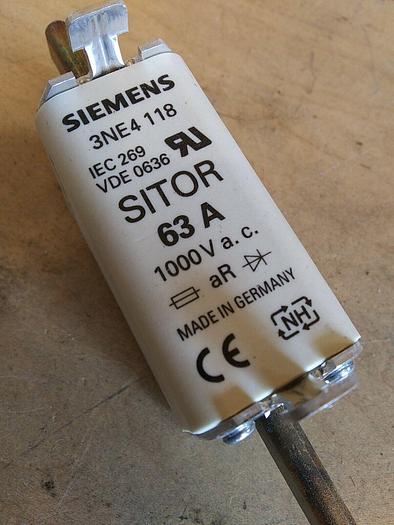 SIEMENS
3NE4 118
IEC 269
VDE 0636
SITOR
63 A
1000 V a.c.
aR
MADE IN GERMANY
CE
NH